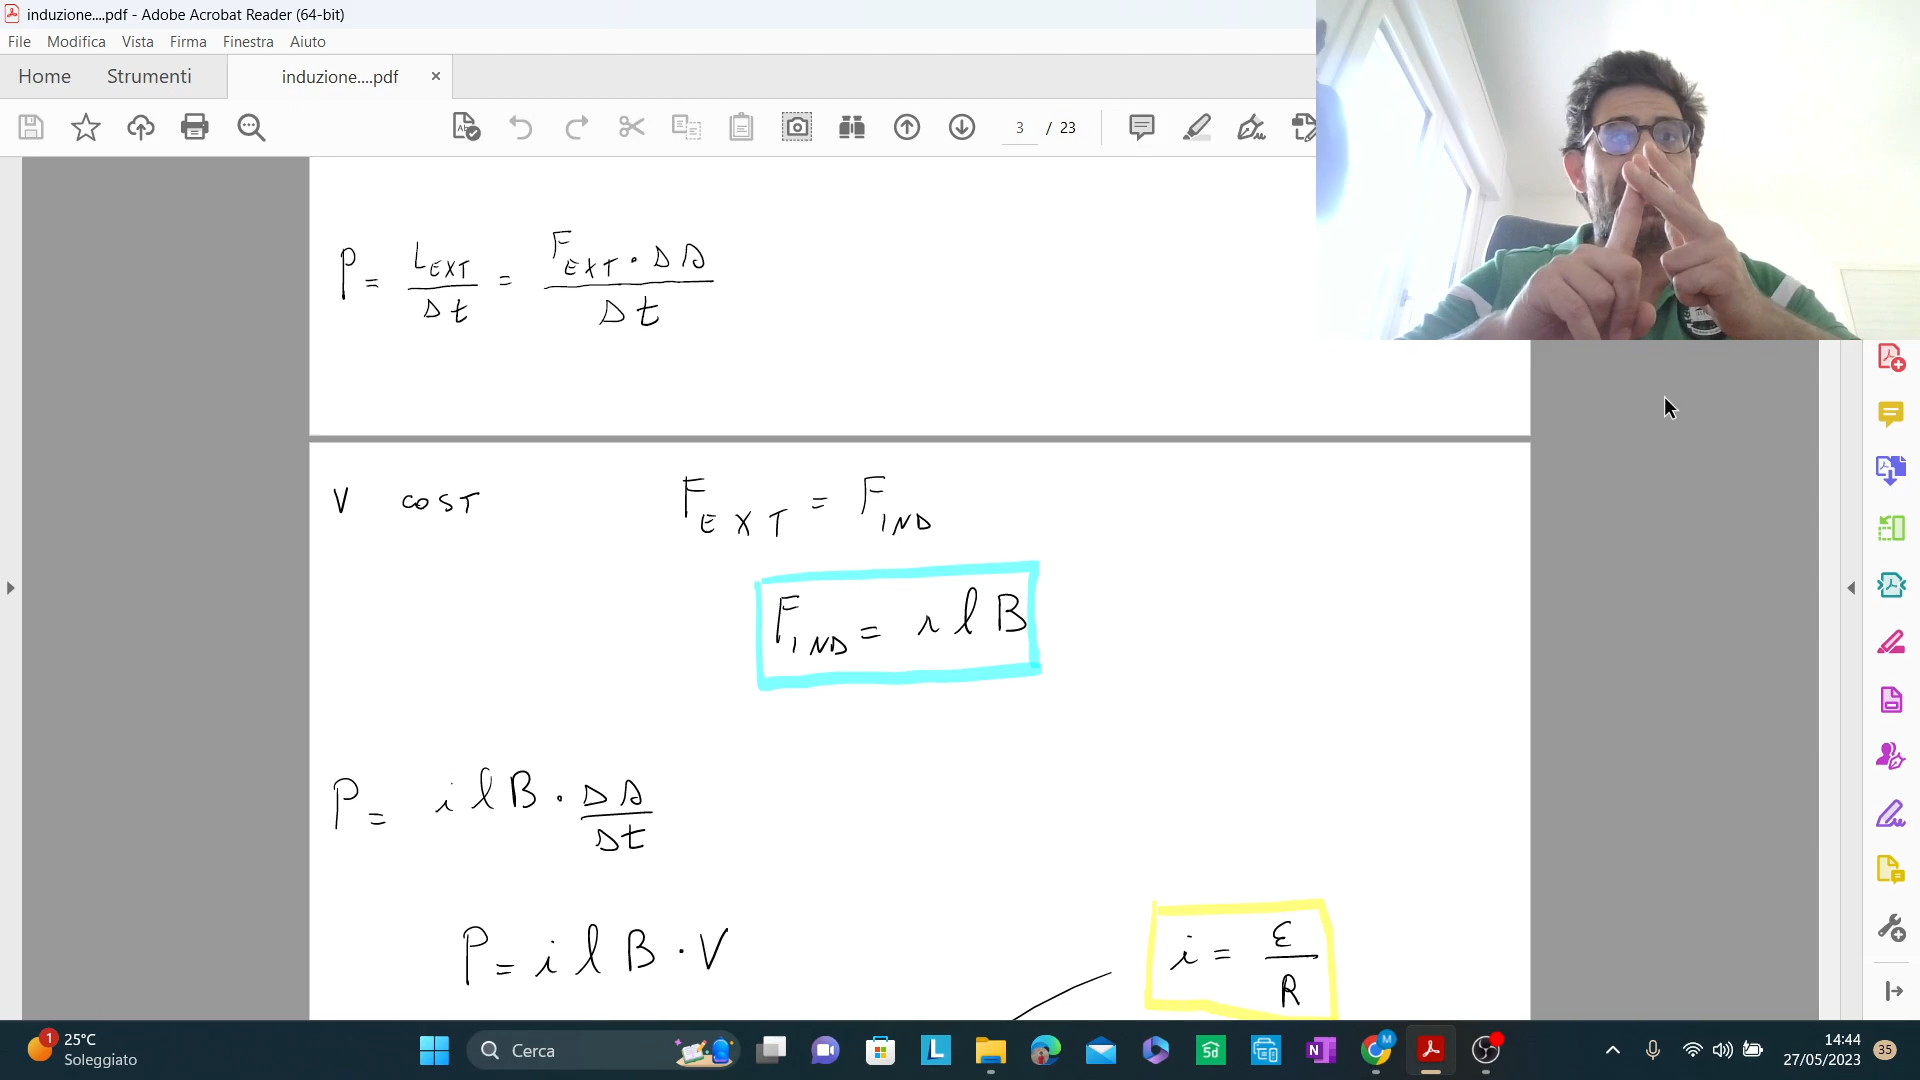 induzione....pdf - Adobe Acrobat Reader (64-bit)
File Modifica Vista Firma Finestra Aiuto
Home Strumenti induzione....pdf ×
3 / 23
P = L_EXT / Δt = F_EXT · Δs / Δt
V COST F_EXT = F_IND
F_IND = i l B
P = i l B · Δs / Δt
P = i l B · V
i = ε / R
1 25°C
Soleggiato
Cerca
14:44
27/05/2023
35